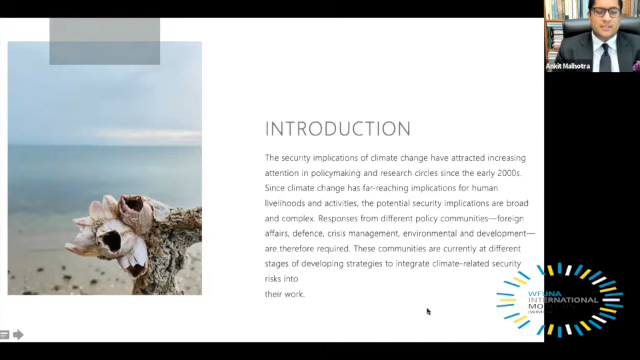 Ankit Malhotra
INTRODUCTION
The security implications of climate change have attracted increasing
attention in policymaking and research circles since the early 2000s.
Since climate change has far-reaching implications for human
livelihoods and activities, the potential security implications are broad
and complex. Responses from different policy communities—foreign
affairs, defence, crisis management, environmental and development—
are therefore required. These communities are currently at different
stages of developing strategies to integrate climate-related security
risks into
their work.
INTERNATIONAL